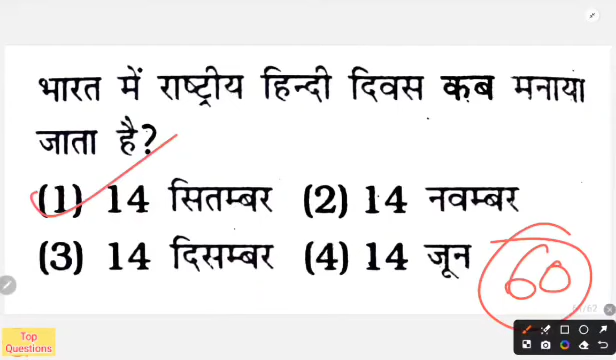 भारत में राष्ट्रीय हिन्दी दिवस कब मनाया
जाता है?
(1) 14 सितम्बर (2) 14 नवम्बर
(3) 14 दिसम्बर (4) 14 जून
60
Top
Questions